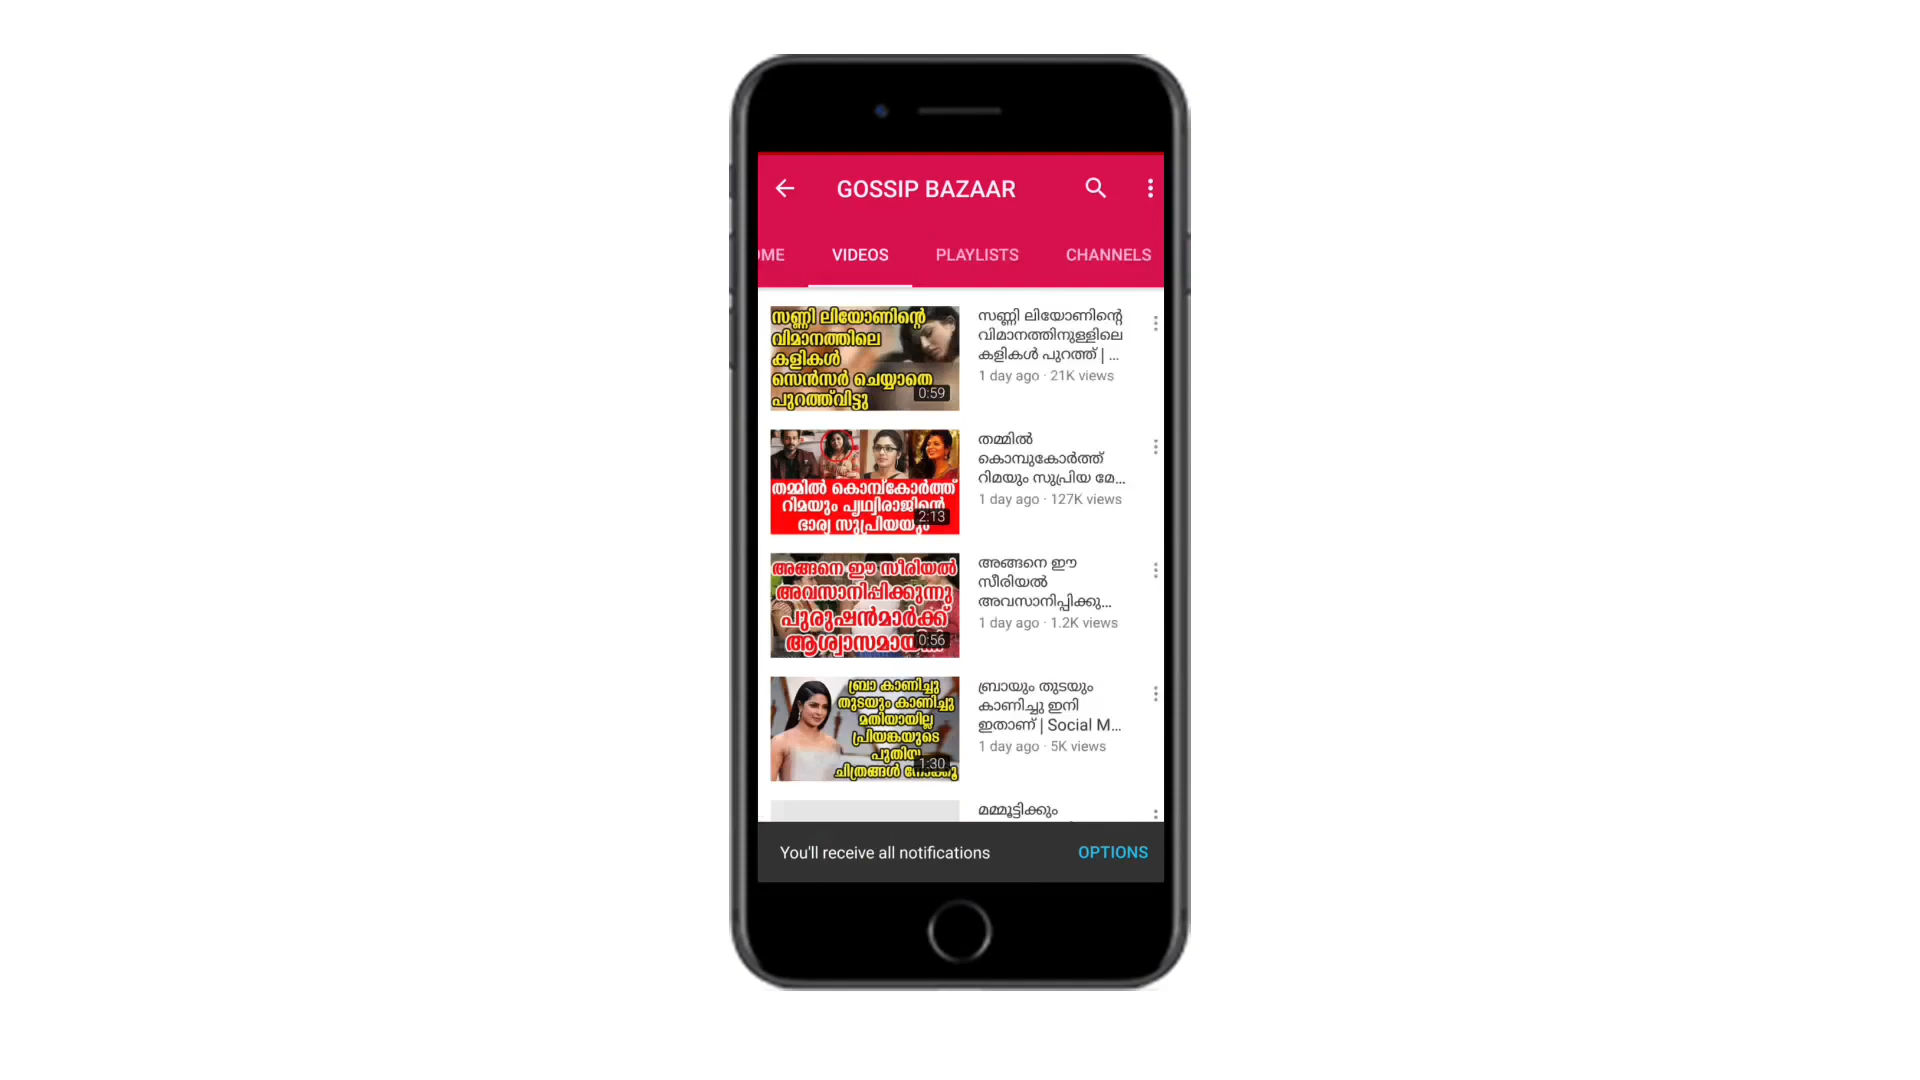 GOSSIP BAZAAR
OME
VIDEOS
PLAYLISTS
CHANNELS
സണ്ണി ലിയോണിന്റെ
വിമാനത്തിലെ
കളികൾ
സെൻസർ ചെയ്യാതെ
പുറത്ത്‌വിട്ടു
0:59
സണ്ണി ലിയോണിന്റെ
വിമാനത്തിനുള്ളിലെ
കളികൾ പുറത്ത് | ...
1 day ago · 21K views
തമ്മിൽ കൊമ്പ്കോർത്ത്
റിമയും പൃഥ്വിരാജിന്റെ
ഭാര്യ സുപ്രിയയും
2:13
തമ്മിൽ
കൊമ്പുകോർത്ത്
റിമയും സുപ്രിയ മേ...
1 day ago · 127K views
അങ്ങനെ ഈ സീരിയൽ
അവസാനിപ്പിക്കുന്നു
പുരുഷൻമാർക്ക്
0:56
അങ്ങനെ ഈ
സീരിയൽ
അവസാനിപ്പിക്കു...
1 day ago · 1.2K views
ബ്രാ കാണിച്ചു
തുടയും കാണിച്ചു
മതിയായില്ല
പ്രിയങ്കയുടെ
പുതിയ
ചിത്രങ്ങൾ നോക്കൂ
1:30
ബ്രായും തുടയും
കാണിച്ചു ഇനി
ഇതാണ് | Social M...
1 day ago · 5K views
മമ്മൂട്ടിക്കും
You'll receive all notifications
OPTIONS